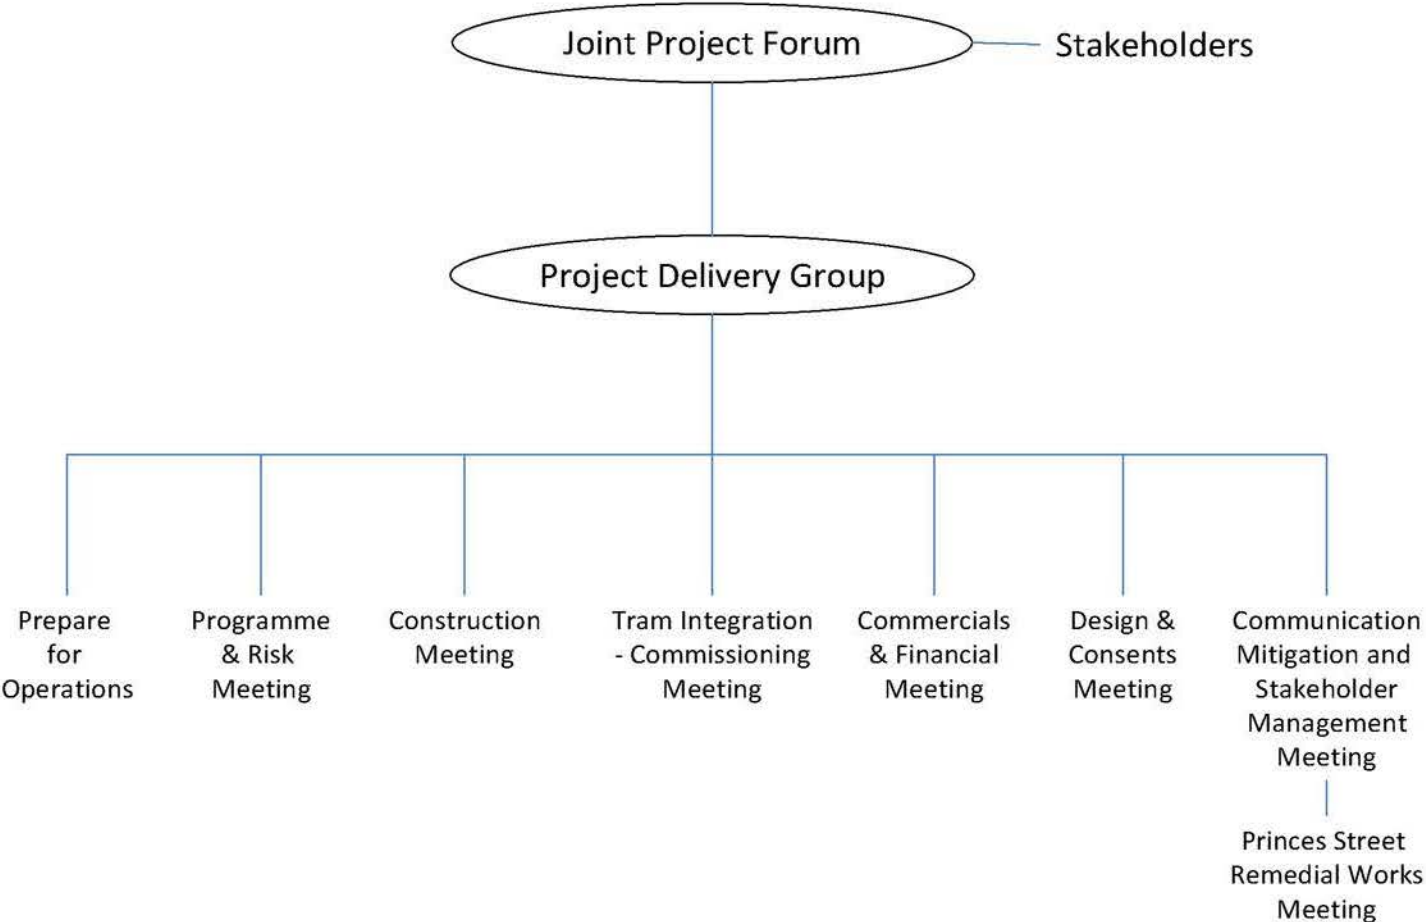 Joint Project Forum
Stakeholders
Project Delivery Group
Prepare
for
Operations
Programme
& Risk
Meeting
Construction
Meeting
Tram Integration
- Commissioning
Meeting
Commercials
& Financial
Meeting
Design &
Consents
Meeting
Communication
Mitigation and
Stakeholder
Management
Meeting
Princes Street
Remedial Works
Meeting